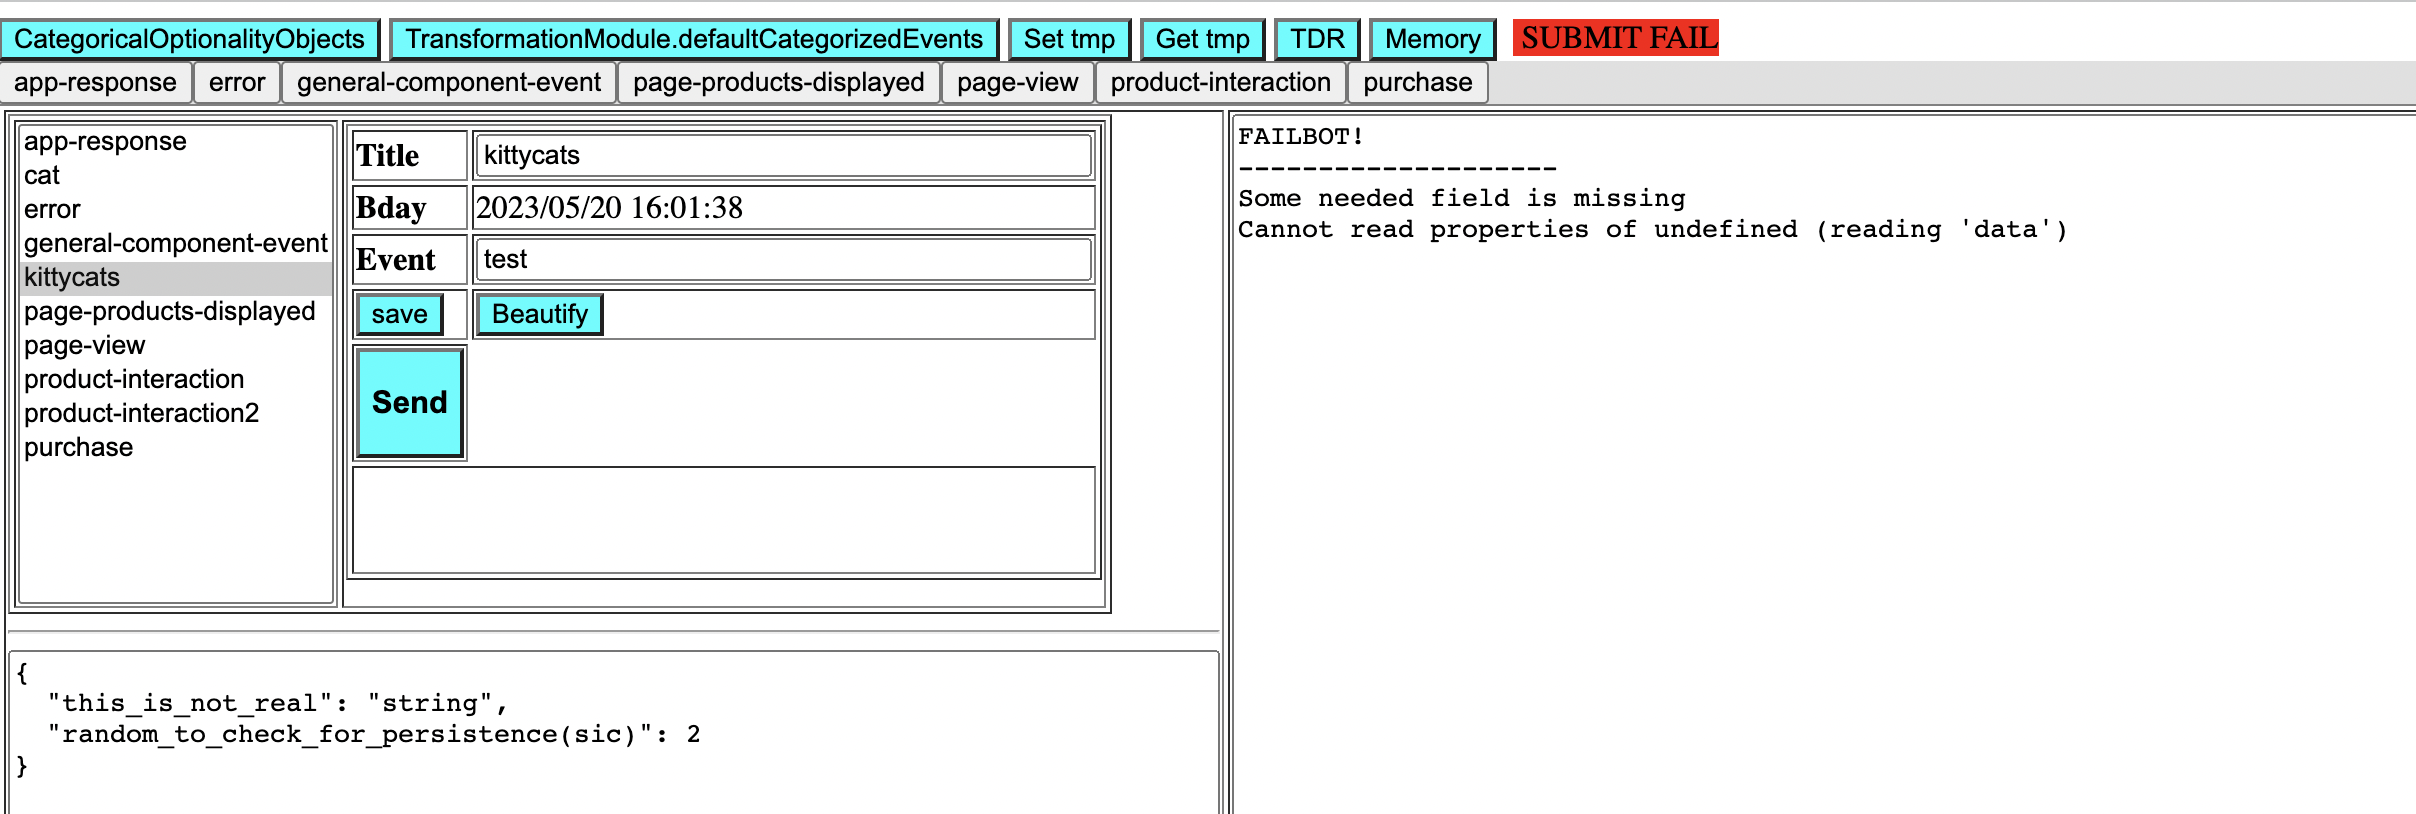 CategoricalOptionalityObjects TransformationModule.defaultCategorizedEvents Set tmp Get tmp TDR Memory SUBMIT FAIL
app-response error general-component-event page-products-displayed page-view product-interaction purchase
app-response
cat
error
general-component-event
kittycats
page-products-displayed
page-view
product-interaction
product-interaction2
purchase
Title kittycats
Bday 2023/05/20 16:01:38
Event test
save Beautify
Send
{
"this_is_not_real": "string",
"random_to_check_for_persistence(sic)": 2
}
FAILBOT!
--------------------
Some needed field is missing
Cannot read properties of undefined (reading 'data')